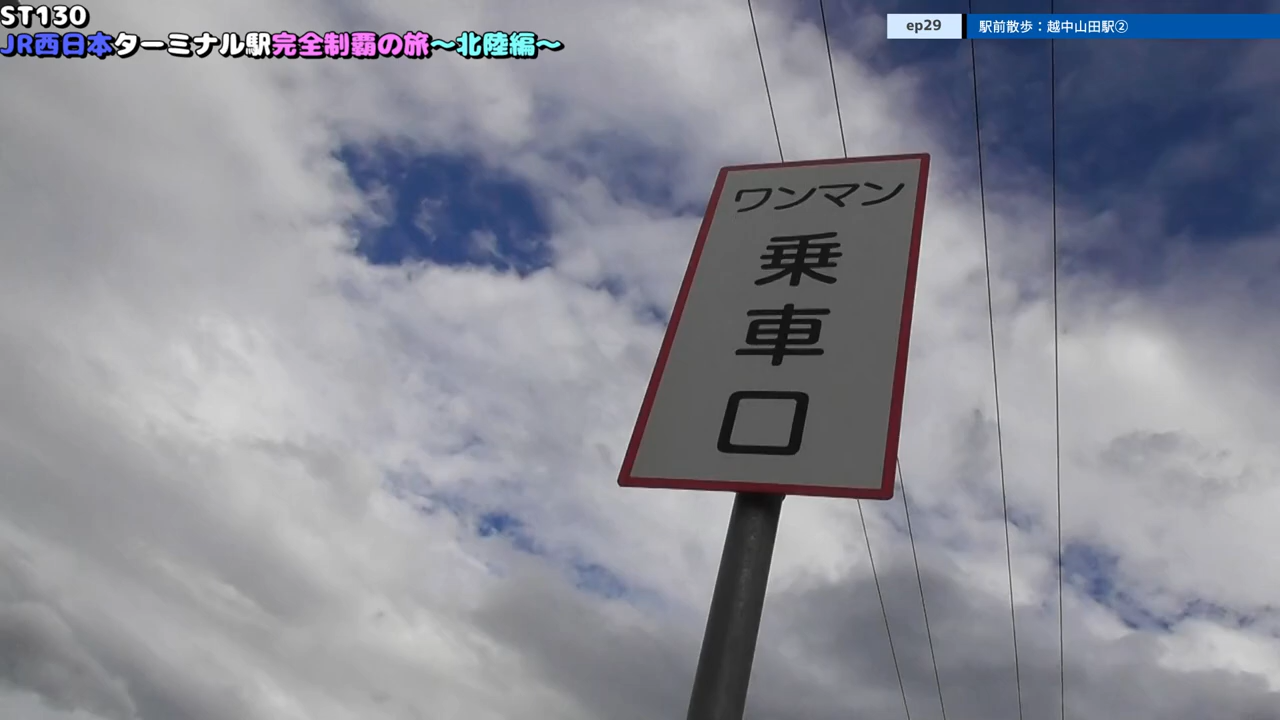 ST130
JR西日本ターミナル駅完全制覇の旅～北陸編～
ep29
駅前散歩：越中山田駅②
ワンマン
乗
車
口